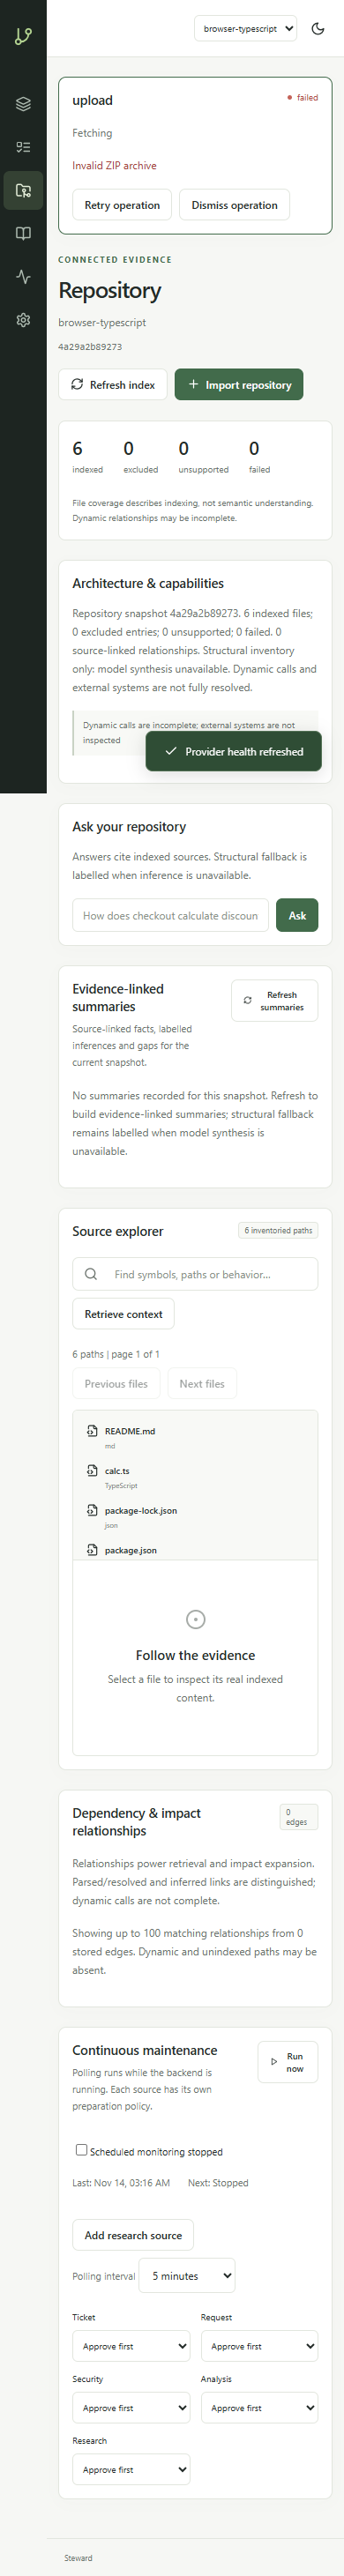 browser-typescript
upload
failed
Fetching
Invalid ZIP archive
Retry operation
Dismiss operation
CONNECTED EVIDENCE
Repository
browser-typescript
4a29a2b89273
Refresh index
Import repository
6
0
0
0
indexed
excluded
unsupported
failed
File coverage describes indexing, not semantic understanding.
Dynamic relationships may be incomplete.
Architecture & capabilities
Repository snapshot 4a29a2b89273. 6 indexed files;
0 excluded entries; 0 unsupported; 0 failed. 0
source-linked relationships. Structural inventory
only: model synthesis unavailable. Dynamic calls and
external systems are not fully resolved.
Dynamic calls are incomplete; external systems are not
inspected
Provider health refreshed
Ask your repository
Answers cite indexed sources. Structural fallback is
labelled when inference is unavailable.
How does checkout calculate discoun
Ask
Evidence-linked
summaries
Refresh
summaries
Source-linked facts, labelled
inferences and gaps for the
current snapshot.
No summaries recorded for this snapshot. Refresh to
build evidence-linked summaries; structural fallback
remains labelled when model synthesis is
unavailable.
Source explorer
6 inventoried paths
Find symbols, paths or behavior...
Retrieve context
6 paths | page 1 of 1
Previous files
Next files
README.md
md
calc.ts
TypeScript
package-lock.json
json
package.json
Follow the evidence
Select a file to inspect its real indexed
content.
Dependency & impact
relationships
0
edges
Relationships power retrieval and impact expansion.
Parsed/resolved and inferred links are distinguished;
dynamic calls are not complete.
Showing up to 100 matching relationships from 0
stored edges. Dynamic and unindexed paths may be
absent.
Continuous maintenance
Run
now
Polling runs while the backend is
running. Each source has its own
preparation policy.
Scheduled monitoring stopped
Last: Nov 14, 03:16 AM
Next: Stopped
Add research source
Polling interval
5 minutes
Ticket
Request
Approve first
Approve first
Security
Analysis
Approve first
Approve first
Research
Approve first
Steward